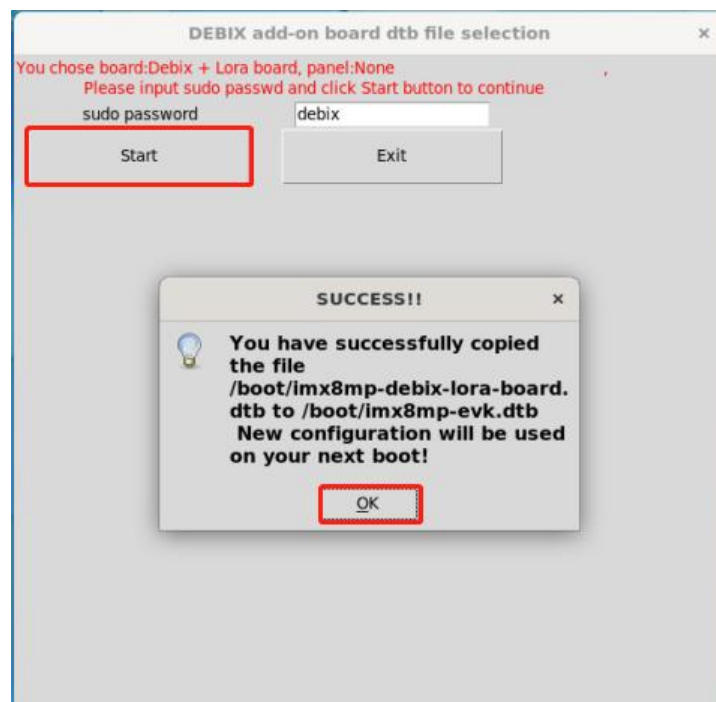 DEBIX add-on board dtb file selection ×
You chose board:Debix + Lora board, panel:None ,
Please input sudo passwd and click Start button to continue
sudo password debix
Start Exit
SUCCESS!! ×
You have successfully copied
the file
/boot/imx8mp-debix-lora-board.
dtb to /boot/imx8mp-evk.dtb
New configuration will be used
on your next boot!
OK